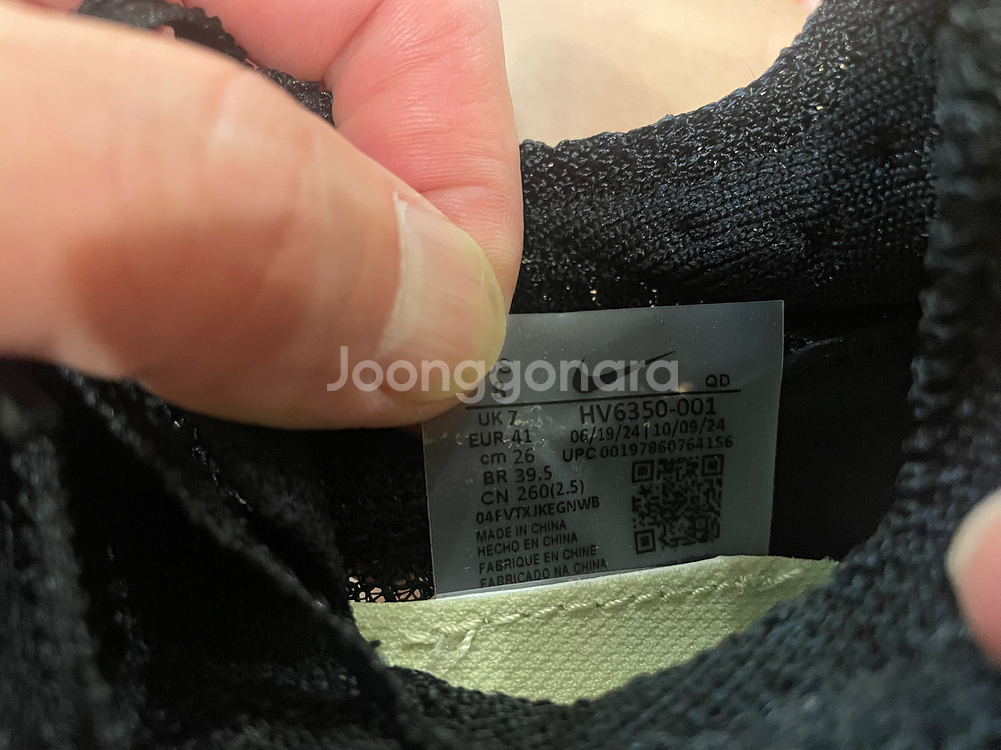 Joonggonara
QD
UK 7
HV6350-001
EUR 41
06/19/24 | 10/09/24
cm 26
UPC 00197860764156
BR 39.5
CN 260(2.5)
04FVTXJKEGNWB
MADE IN CHINA
HECHO EN CHINA
FABRIQUE EN CHINE
FABRICADO NA CHINA